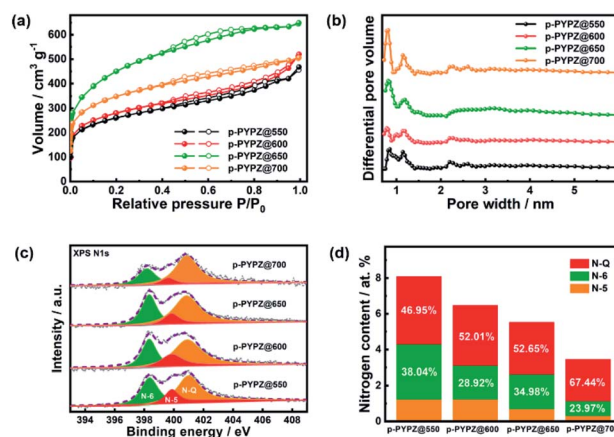 (a)
Volume / cm³ g⁻¹
600
500
400
300
200
100
0
0.0 0.2 0.4 0.6 0.8 1.0
Relative pressure P/P₀
p-PYPZ@550
p-PYPZ@600
p-PYPZ@650
p-PYPZ@700
(b)
Differential pore volume
1 2 3 4 5
Pore width / nm
p-PYPZ@550
p-PYPZ@600
p-PYPZ@650
p-PYPZ@700
(c)
XPS N1s
Intensity / a.u.
p-PYPZ@700
p-PYPZ@650
p-PYPZ@600
p-PYPZ@550
N-6
N-5
N-Q
394 396 398 400 402 404 406 408
Binding energy / eV
(d)
Nitrogen content / at. %
8
4
0
N-Q
N-6
N-5
46.95%
38.04%
52.01%
28.92%
52.65%
34.98%
67.44%
23.97%
p-PYPZ@550 p-PYPZ@600 p-PYPZ@650 p-PYPZ@700